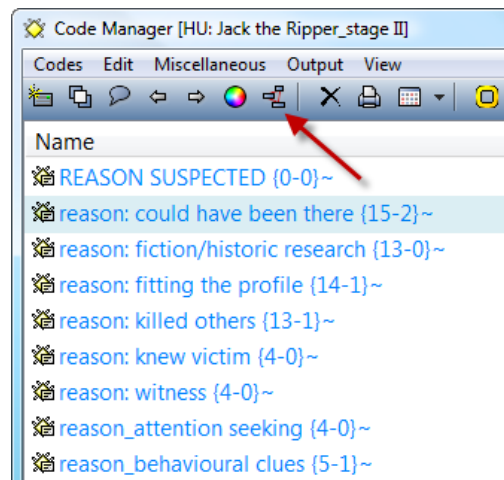 Code Manager [HU: Jack the Ripper_stage II]
Codes Edit Miscellaneous Output View
Name
REASON SUSPECTED {0-0}~
reason: could have been there {15-2}~
reason: fiction/historic research {13-0}~
reason: fitting the profile {14-1}~
reason: killed others {13-1}~
reason: knew victim {4-0}~
reason: witness {4-0}~
reason_attention seeking {4-0}~
reason_behavioural clues {5-1}~